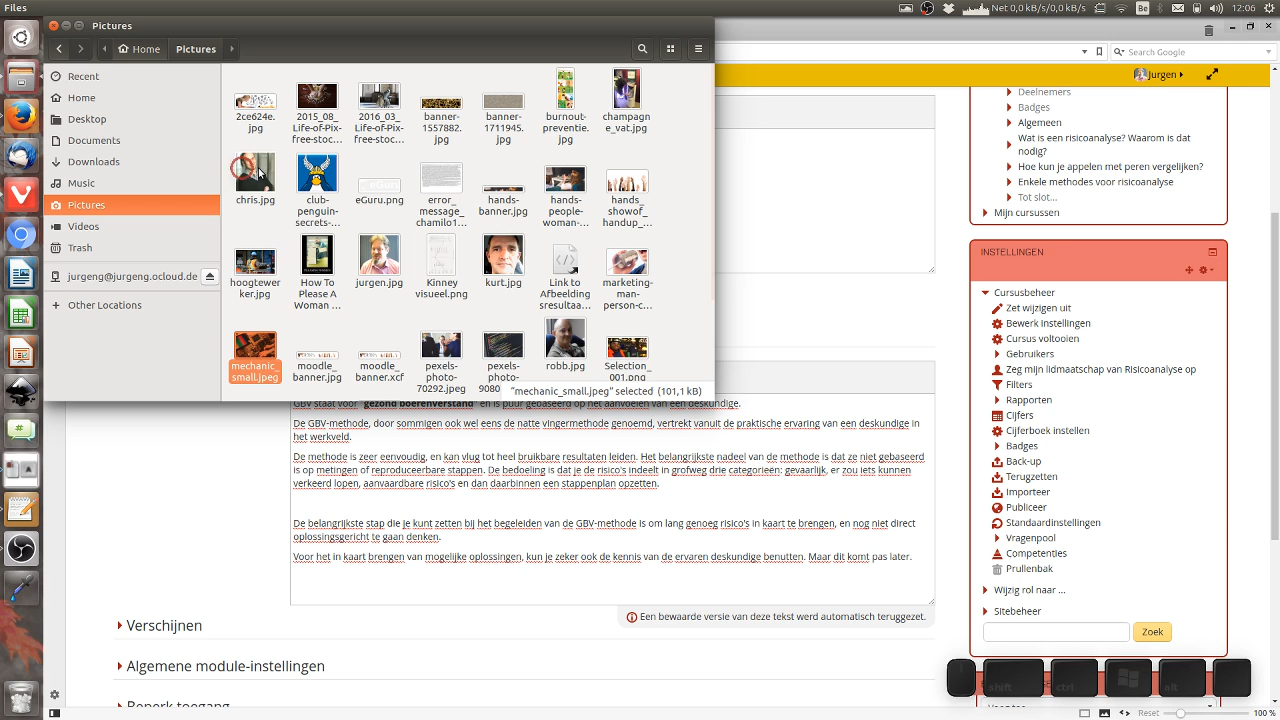 Files
Net 0,0 kB/s/0,0 kB/s
Be
12:06
Pictures
Home
Pictures
Search Google
Recent
Home
Desktop
Documents
Downloads
Music
Pictures
Videos
Trash
jurgeng@jurgeng.ocloud.de
Other Locations
2ce624e.
jpg
2015_08_
Life-of-Pix-
free-stoc...
2016_03_
Life-of-Pix-
free-stoc...
banner-
1557882.
jpg
banner-
1711945.
jpg
burnout-
preventie.
jpg
champagn
e_vat.jpg
chris.jpg
club-
penguin-
secrets-...
eGuru.png
error_
message_
chamilo1...
hands-
banner.jpg
hands-
people-
woman-...
hands_
showof_
handup_...
hoogtewer
ker.jpg
How To
Please A
Woman ...
jurgen.jpg
Kinney
visueel.png
kurt.jpg
Link to
Afbeelding
sresultaa...
marketing-
man-
person-c...
mechanic_
small.jpeg
moodle_
banner.jpg
moodle_
banner.xcf
pexels-
photo-
70292.jpeg
pexels-
photo-
9080
robb.jpg
Selection_
001.png
"mechanic_small.jpeg" selected (101,1 kB)
GBV staat voor "gezond boerenverstand" en is puur gebaseerd op het aanvoelen van een deskundige.
De GBV-methode, door sommigen ook wel eens de natte vingermethode genoemd, vertrekt vanuit de praktische ervaring van een deskundige in
het werkveld.
De methode is zeer eenvoudig, en kan vlug tot heel bruikbare resultaten leiden. Het belangrijkste nadeel van de methode is dat ze niet gebaseerd
is op metingen of reproduceerbare stappen. De bedoeling is dat je de risico's indeelt in grofweg drie categorieën: gevaarlijk, er zou iets kunnen
verkeerd lopen, aanvaardbare risico's en dan daarbinnen een stappenplan opzetten.
De belangrijkste stap die je kunt zetten bij het begeleiden van de GBV-methode is om lang genoeg risico's in kaart te brengen, en nog niet direct
oplossingsgericht te gaan denken.
Voor het in kaart brengen van mogelijke oplossingen, kun je zeker ook de kennis van de ervaren deskundige benutten. Maar dit komt pas later.
Een bewaarde versie van deze tekst werd automatisch teruggezet.
Verschijnen
Algemene module-instellingen
Beperk toegang
Jurgen
Deelnemers
Badges
Algemeen
Wat is een risicoanalyse? Waarom is dat
nodig?
Hoe kun je appelen met peren vergelijken?
Enkele methodes voor risicoanalyse
Tot slot...
Mijn cursussen
INSTELLINGEN
Cursusbeheer
Zet wijzigen uit
Bewerk instellingen
Cursus voltooien
Gebruikers
Zeg mijn lidmaatschap van Risicoanalyse op
Filters
Rapporten
Cijfers
Cijferboek instellen
Badges
Back-up
Terugzetten
Importeer
Publiceer
Standaardinstellingen
Vragenpool
Competenties
Prullenbak
Wijzig rol naar ...
Sitebeheer
Zoek
shift
ctrl
alt
Reset
100 %